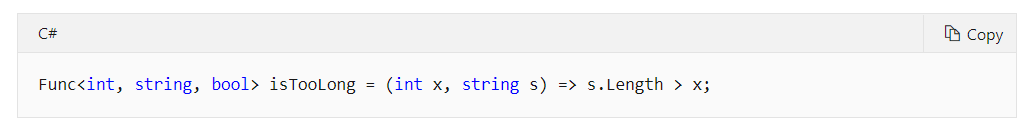 C#
Copy
Func<int, string, bool> isTooLong = (int x, string s) => s.Length > x;